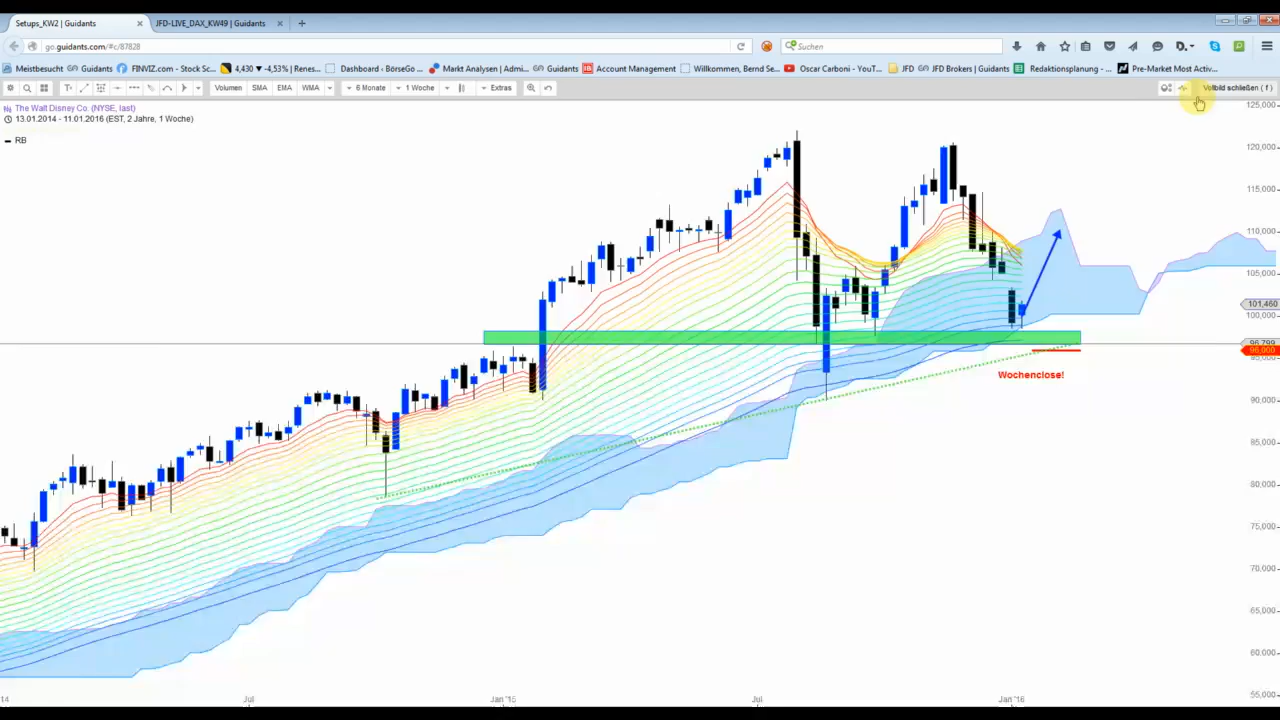 Setups_KW2 | Guidants
JFD-LIVE_DAX_KW49 | Guidants
go.guidants.com/#c/87828
Suchen
Meistbesucht
Guidants
FINVIZ.com - Stock Sc...
4,430 ▼ -4,53% | Renes...
Dashboard ‹ BörseGo ...
Markt Analysen | Admi...
Guidants
Account Management
Willkommen, Bernd Se...
Oscar Carboni - YouT...
JFD
JFD Brokers | Guidants
Redaktionsplanung - ...
Pre-Market Most Activ...
Volumen
SMA
EMA
WMA
6 Monate
1 Woche
Extras
Vollbild schließen ( f )
The Walt Disney Co. (NYSE, last)
13.01.2014 - 11.01.2016 (EST, 2 Jahre, 1 Woche)
RB
125,000
120,000
115,000
110,000
105,000
101,460
100,000
96,799
96,000
Wochenclose!
90,000
85,000
80,000
75,000
70,000
65,000
60,000
55,000
14
Jul
Jan '15
Jul
Jan '16